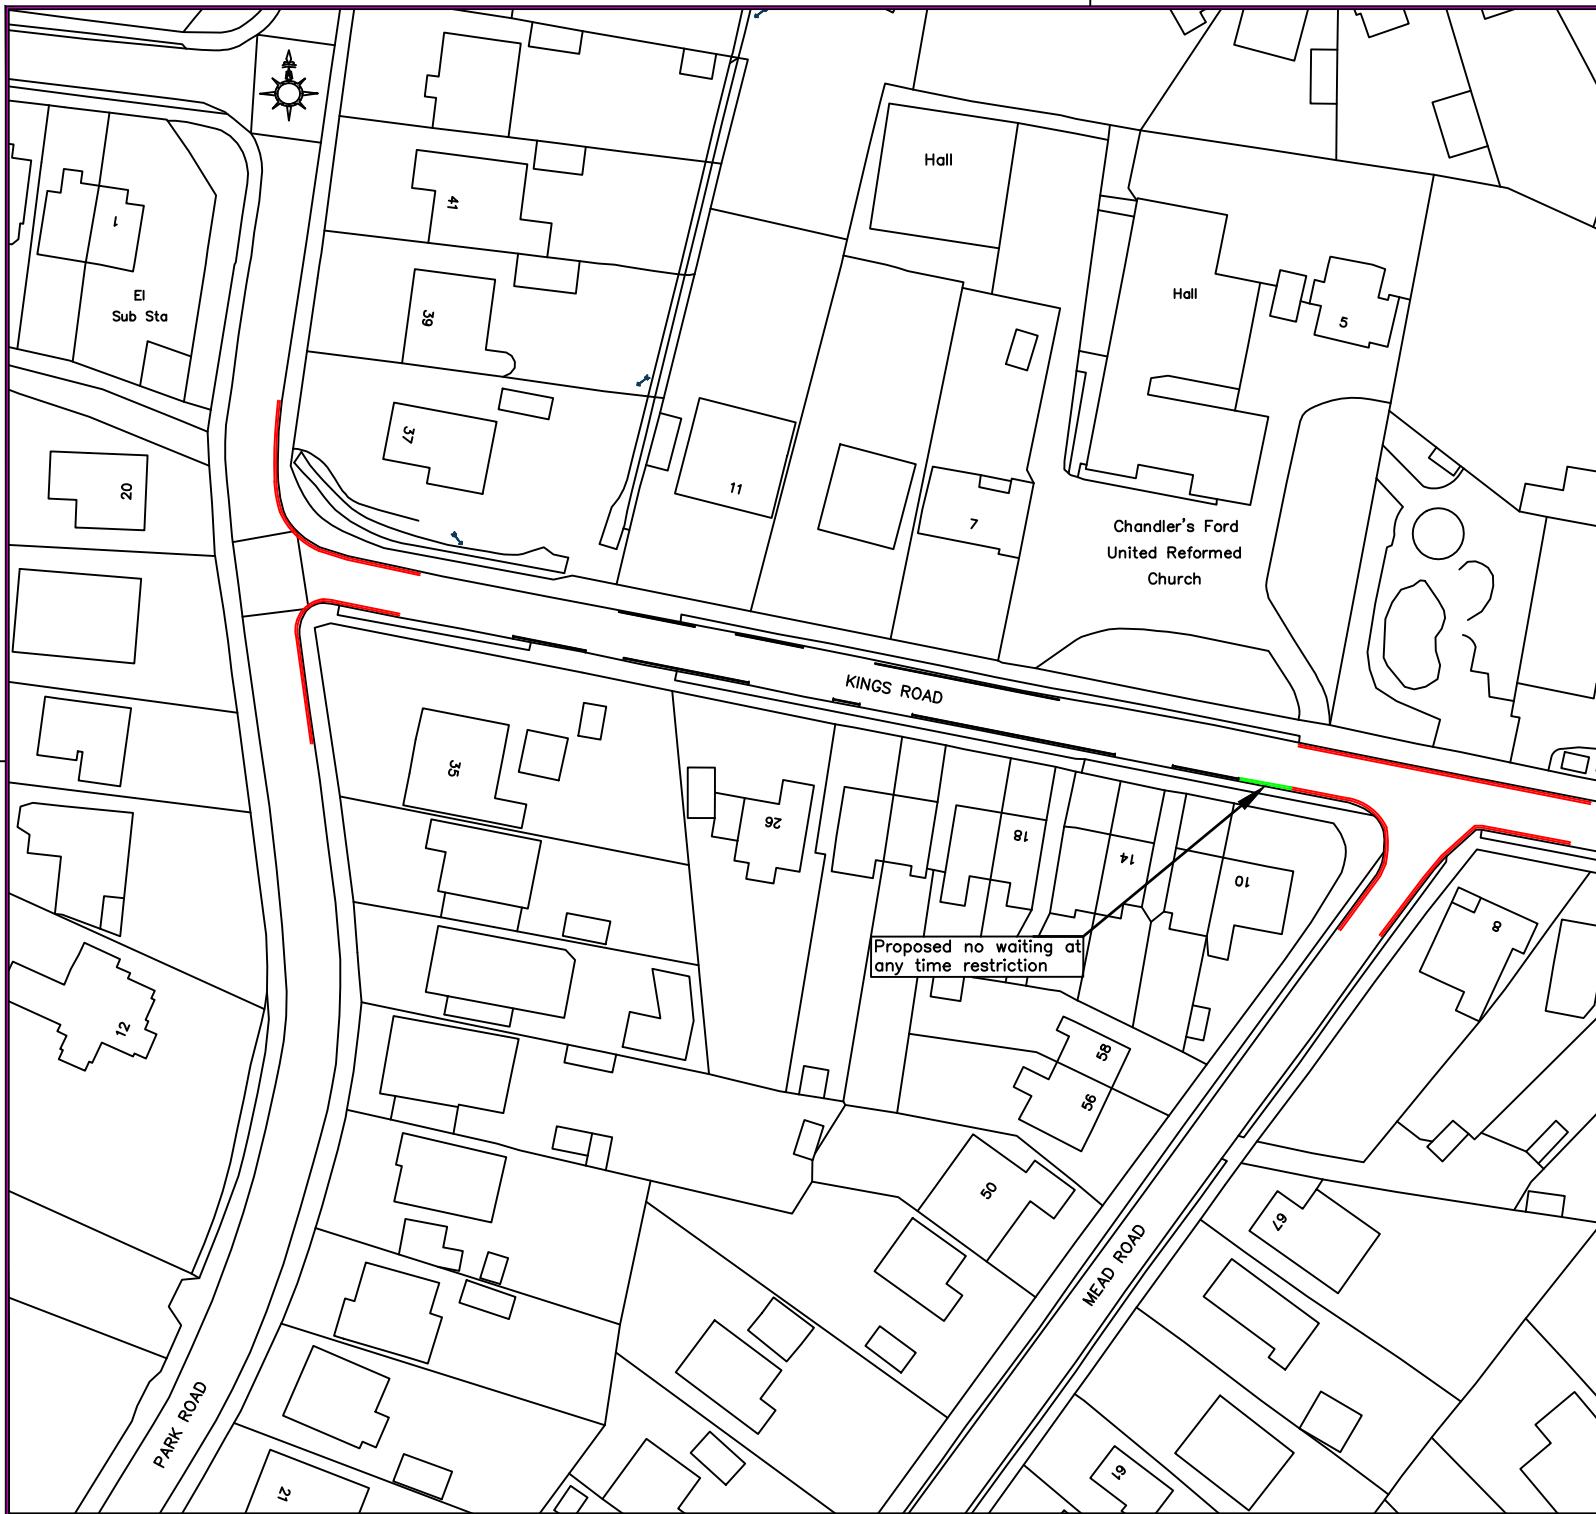 N
Hall
41
1
Hall
El
Sub Sta
39
5
37
20
11
7
Chandler's Ford
United Reformed
Church
KINGS ROAD
35
26
18
14
10
8
Proposed no waiting at
any time restriction
12
58
56
50
67
MEAD ROAD
PARK ROAD
21
61